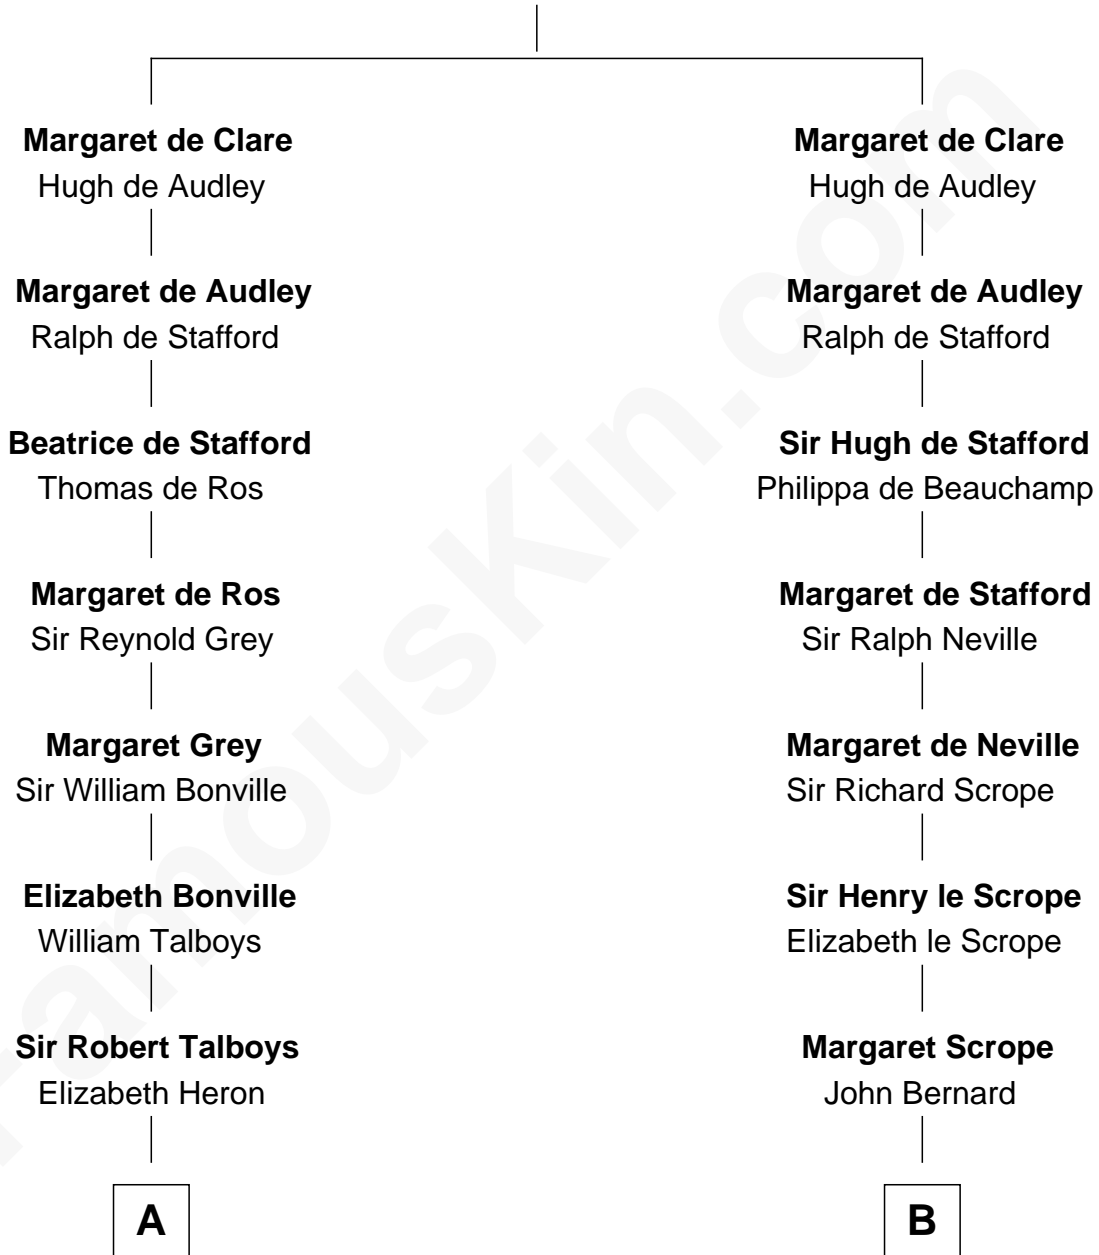 Margaret de Clare
Hugh de Audley
Margaret de Audley
Ralph de Stafford
Beatrice de Stafford
Thomas de Ros
Margaret de Ros
Sir Reynold Grey
Margaret Grey
Sir William Bonville
Elizabeth Bonville
William Talboys
Sir Robert Talboys
Elizabeth Heron
A
Margaret de Clare
Hugh de Audley
Margaret de Audley
Ralph de Stafford
Sir Hugh de Stafford
Philippa de Beauchamp
Margaret de Stafford
Sir Ralph Neville
Margaret de Neville
Sir Richard Scrope
Sir Henry le Scrope
Elizabeth le Scrope
Margaret Scrope
John Bernard
B
FamousKin.com